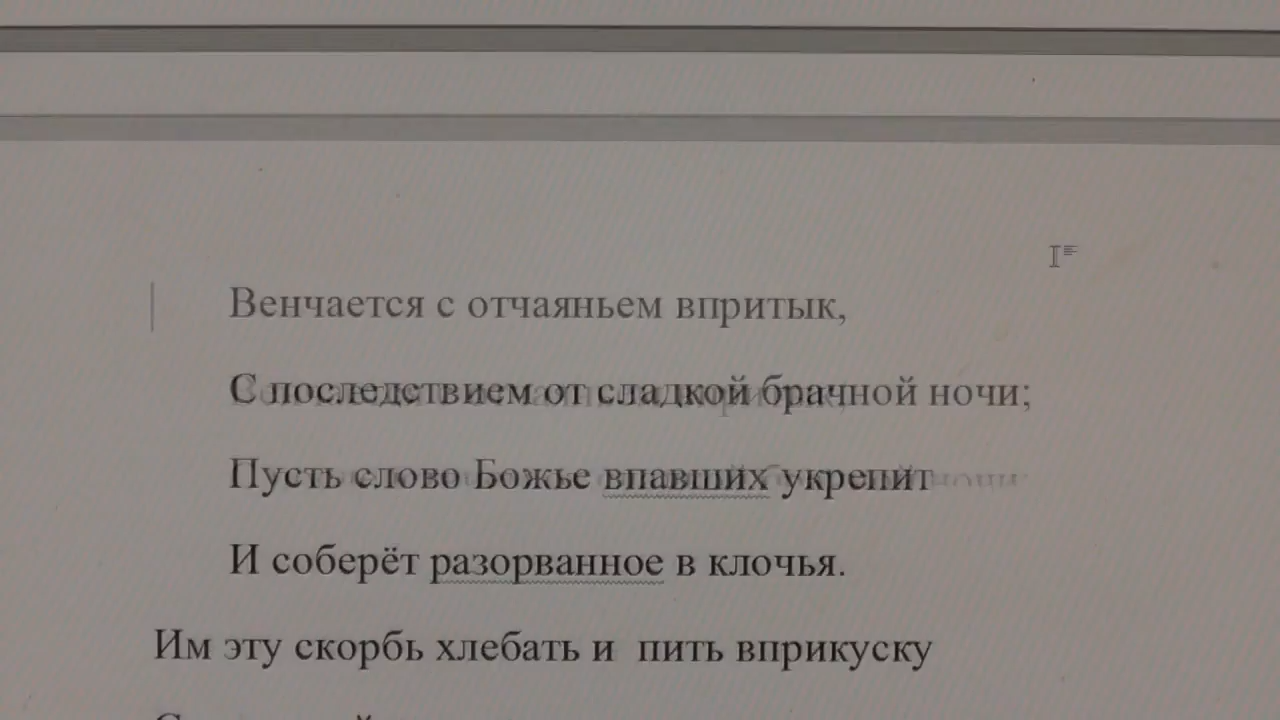 Венчается с отчаяньем впритык,
С последствием от сладкой брачной ночи;
Пусть слово Божье впавших укрепит
И соберёт разорванное в клочья.
Им эту скорбь хлебать и пить вприкуску